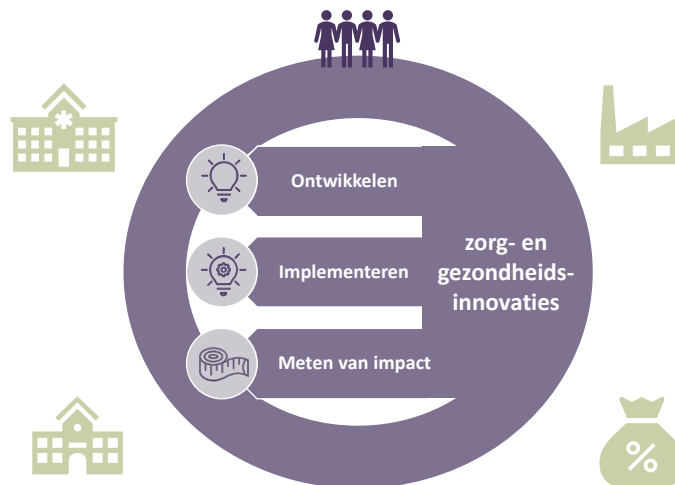 Ontwikkelen
Implementeren
Meten van impact
zorg- en
gezondheids-
innovaties
%